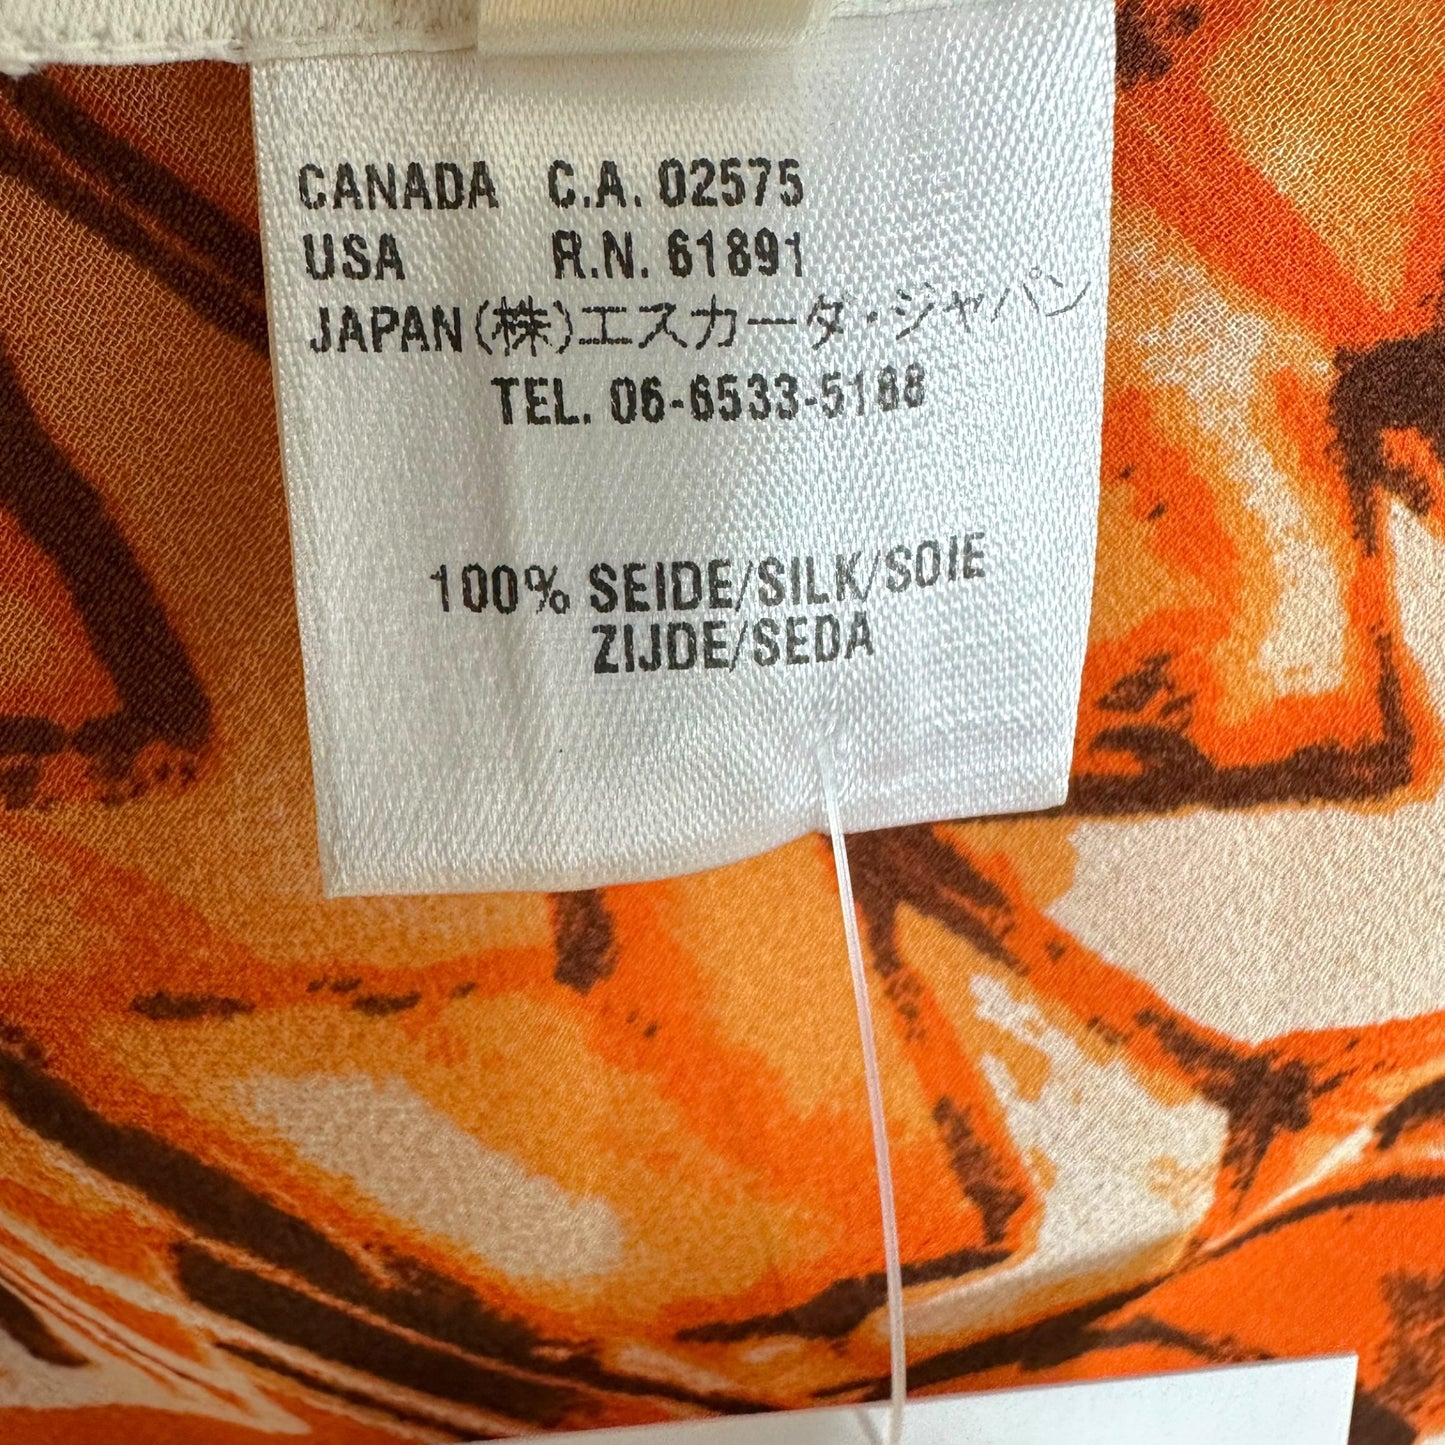 CANADA C.A. 02575
USA R.N. 61891
JAPAN (株)エスカーダ・ジャパン
TEL. 06-6533-5188
100% SEIDE/SILK/SOIE
ZIJDE/SEDA